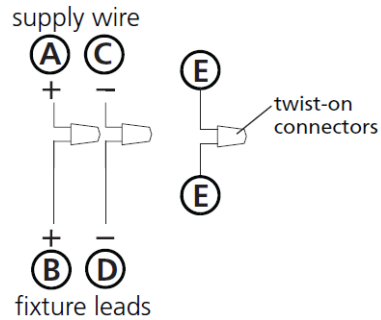 supply wire
A C
+ −
E
twist-on
connectors
E
+ −
B D
fixture leads